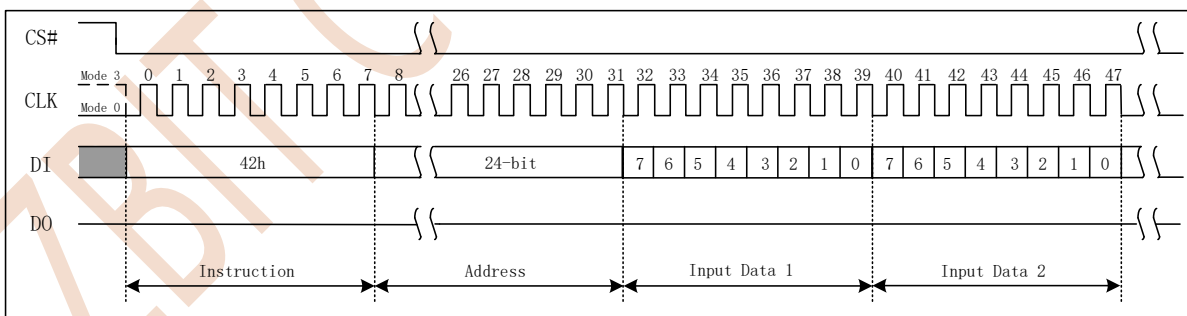 CS#
Mode 3 0 1 2 3 4 5 6 7 8 26 27 28 29 30 31 32 33 34 35 36 37 38 39 40 41 42 43 44 45 46 47
CLK
Mode 0
DI 42h 24-bit 7 6 5 4 3 2 1 0 7 6 5 4 3 2 1 0
DO
Instruction Address Input Data 1 Input Data 2
ZBIT C